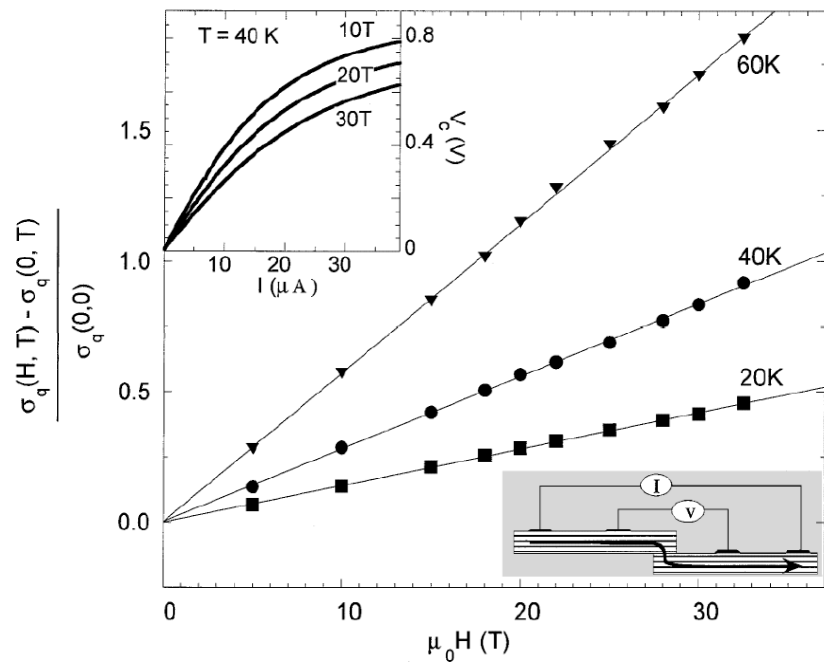 T = 40 K
10T
20T
30T
0.8
0.4
0
V_c (V)
0
10
20
30
I (μA)
60K
40K
20K
1.5
1.0
0.5
0.0
σ_q(H, T) - σ_q(0, T)
σ_q(0,0)
I
V
0
10
20
30
μ_0H (T)